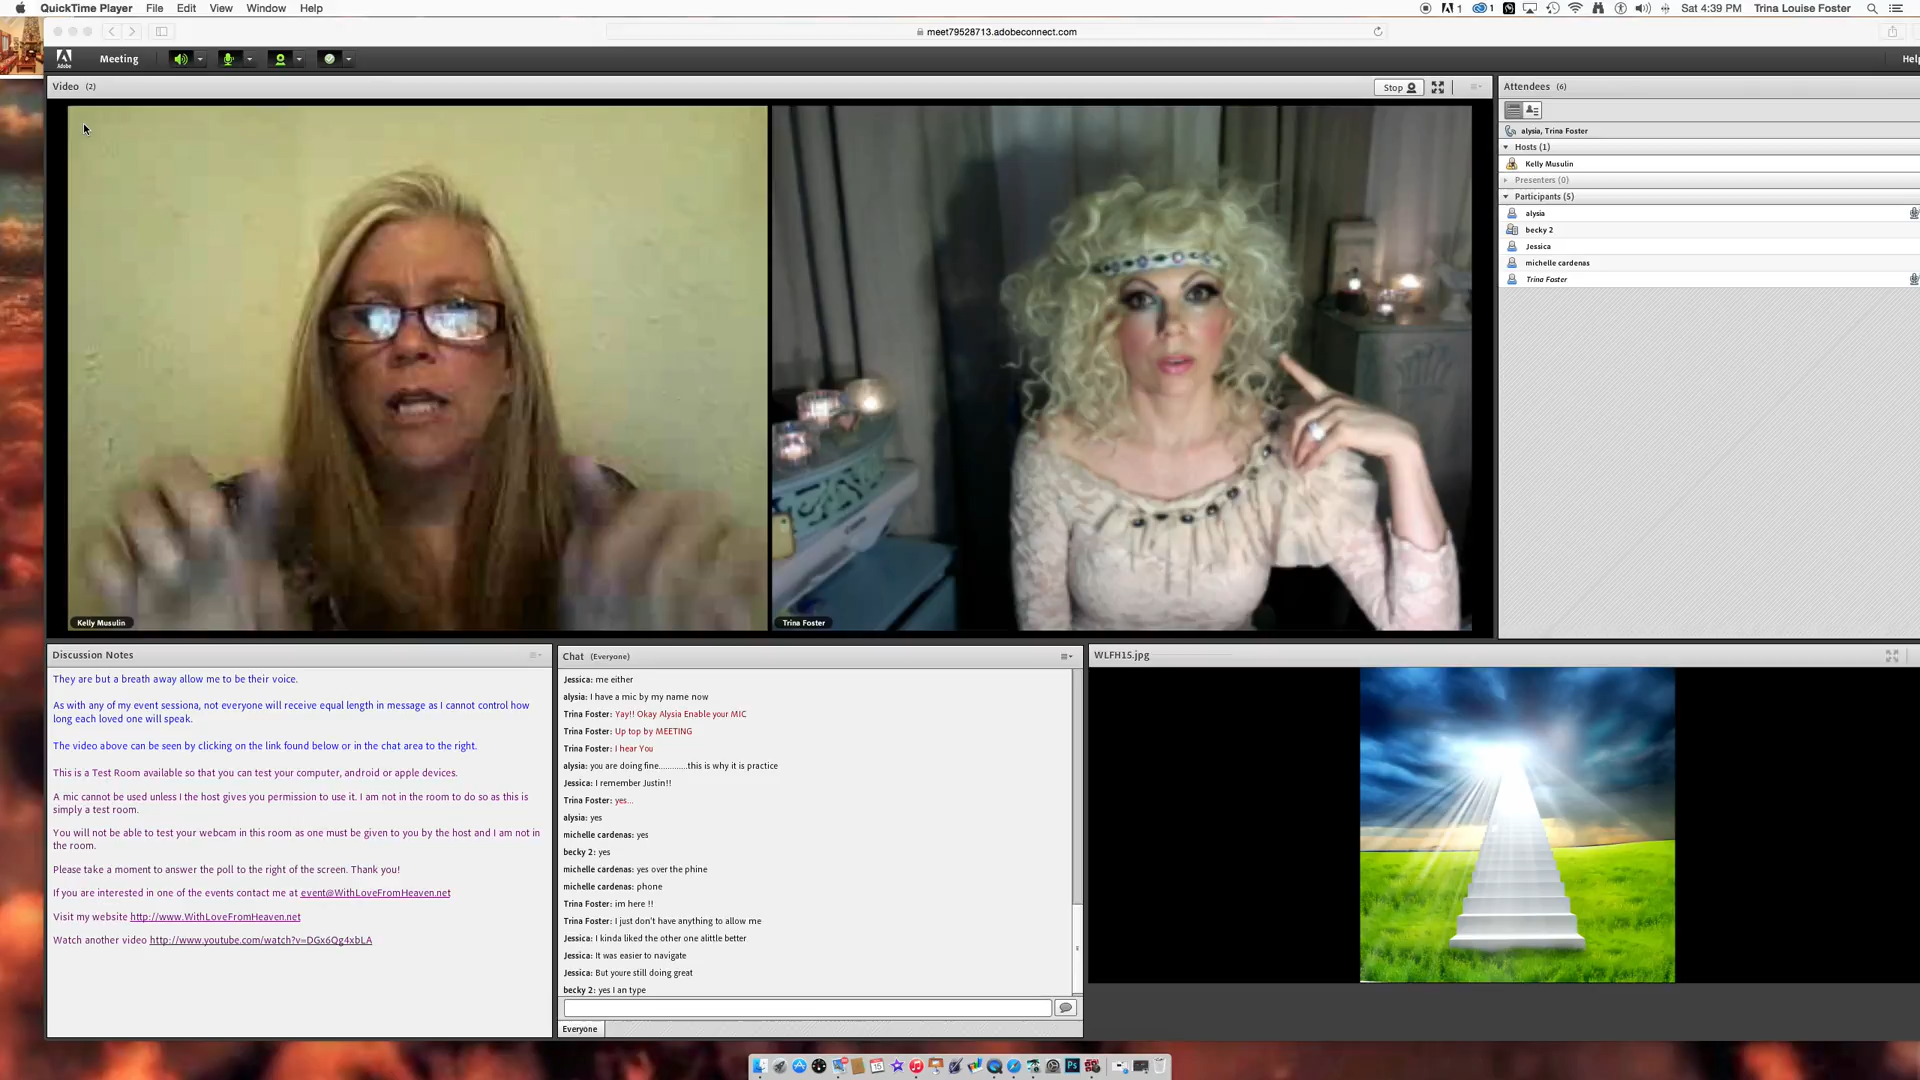 QuickTime Player File Edit View Window Help 1 1 Sat 4:39 PM Trina Louise Foster
meet79528713.adobeconnect.com
Adobe Meeting Help
Video (2) Stop
Kelly Musulin
Trina Foster
Attendees (6)
alysia, Trina Foster
Hosts (1)
Kelly Musulin
Presenters (0)
Participants (5)
alysia
becky 2
Jessica
michelle cardenas
Trina Foster
Discussion Notes
They are but a breath away allow me to be their voice.
As with any of my event sessiona, not everyone will receive equal length in message as I cannot control how
long each loved one will speak.
The video above can be seen by clicking on the link found below or in the chat area to the right.
This is a Test Room available so that you can test your computer, android or apple devices.
A mic cannot be used unless I the host gives you permission to use it. I am not in the room to do so as this is
simply a test room.
You will not be able to test your webcam in this room as one must be given to you by the host and I am not in
the room.
Please take a moment to answer the poll to the right of the screen. Thank you!
If you are interested in one of the events contact me at event@WithLoveFromHeaven.net
Visit my website http://www.WithLoveFromHeaven.net
Watch another video http://www.youtube.com/watch?v=DGx6Qg4xbLA
Chat (Everyone)
Jessica: me either
alysia: I have a mic by my name now
Trina Foster: Yay!! Okay Alysia Enable your MIC
Trina Foster: Up top by MEETING
Trina Foster: I hear You
alysia: you are doing fine............this is why it is practice
Jessica: I remember Justin!!
Trina Foster: yes...
alysia: yes
michelle cardenas: yes
becky 2: yes
michelle cardenas: yes over the phine
michelle cardenas: phone
Trina Foster: im here !!
Trina Foster: I just don't have anything to allow me
Jessica: I kinda liked the other one alittle better
Jessica: It was easier to navigate
Jessica: But youre still doing great
becky 2: yes I an type
Everyone
WLFH15.jpg
15
Ps